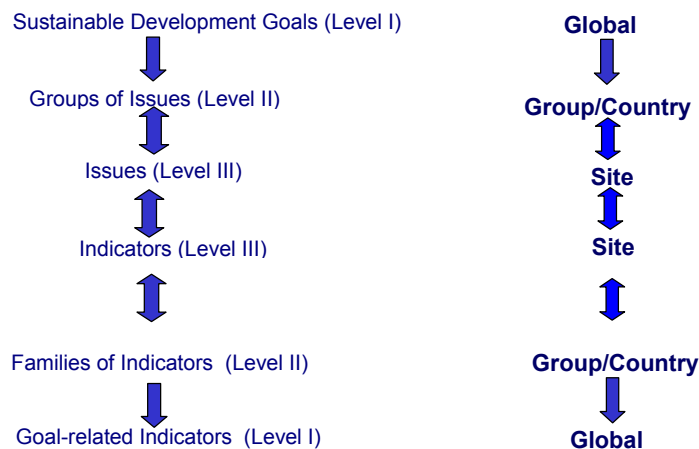 Sustainable Development Goals (Level I)
Global
Groups of Issues (Level II)
Group/Country
Issues (Level III)
Site
Indicators (Level III)
Site
Families of Indicators (Level II)
Group/Country
Goal-related Indicators (Level I)
Global